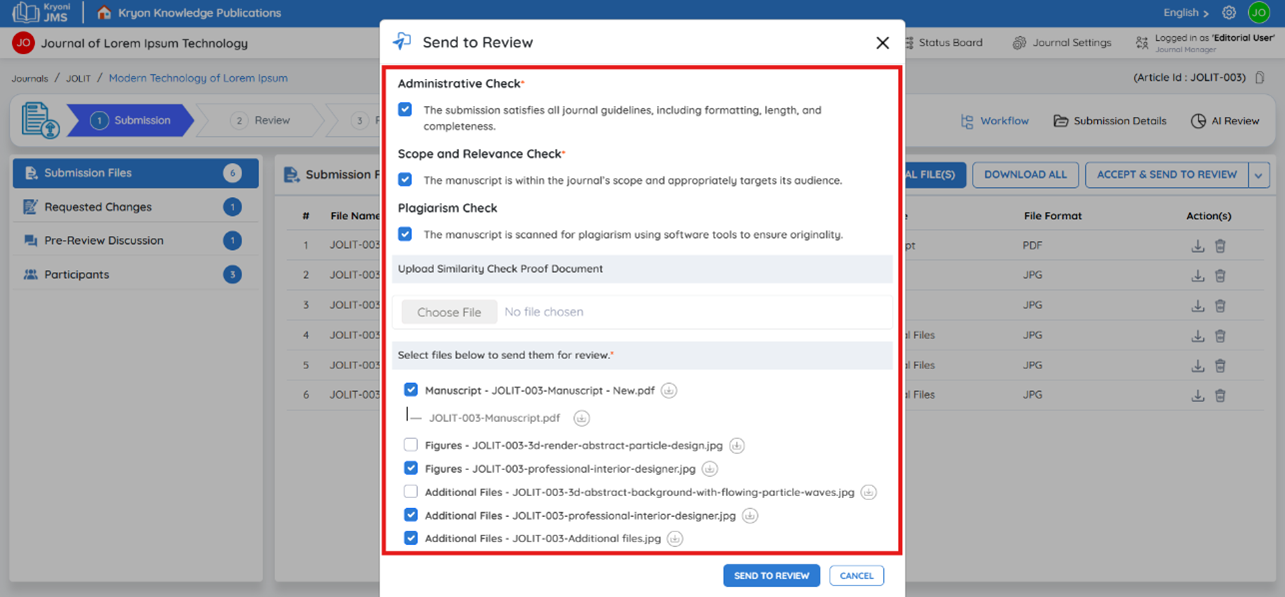 Kryoni
JMS
Kryon Knowledge Publications
English
JO
JO
Journal of Lorem Ipsum Technology
Status Board
Journal Settings
Logged in as 'Editorial User'
Journal Manager
Journals / JOLIT / Modern Technology of Lorem Ipsum
(Article Id : JOLIT-003)
1 Submission
2 Review
3
Workflow
Submission Details
AI Review
Submission Files 6
Requested Changes 1
Pre-Review Discussion 1
Participants 3
Submission F
AL FILE(S)
DOWNLOAD ALL
ACCEPT & SEND TO REVIEW
# File Name File Format Action(s)
1 JOLIT-003 pt PDF
2 JOLIT-003 JPG
3 JOLIT-003 JPG
4 JOLIT-003 al Files JPG
5 JOLIT-003 al Files JPG
6 JOLIT-003 al Files JPG
Send to Review
Administrative Check*
The submission satisfies all journal guidelines, including formatting, length, and
completeness.
Scope and Relevance Check*
The manuscript is within the journal's scope and appropriately targets its audience.
Plagiarism Check
The manuscript is scanned for plagiarism using software tools to ensure originality.
Upload Similarity Check Proof Document
Choose File No file chosen
Select files below to send them for review.*
Manuscript - JOLIT-003-Manuscript - New.pdf
JOLIT-003-Manuscript.pdf
Figures - JOLIT-003-3d-render-abstract-particle-design.jpg
Figures - JOLIT-003-professional-interior-designer.jpg
Additional Files - JOLIT-003-3d-abstract-background-with-flowing-particle-waves.jpg
Additional Files - JOLIT-003-professional-interior-designer.jpg
Additional Files - JOLIT-003-Additional files.jpg
SEND TO REVIEW
CANCEL